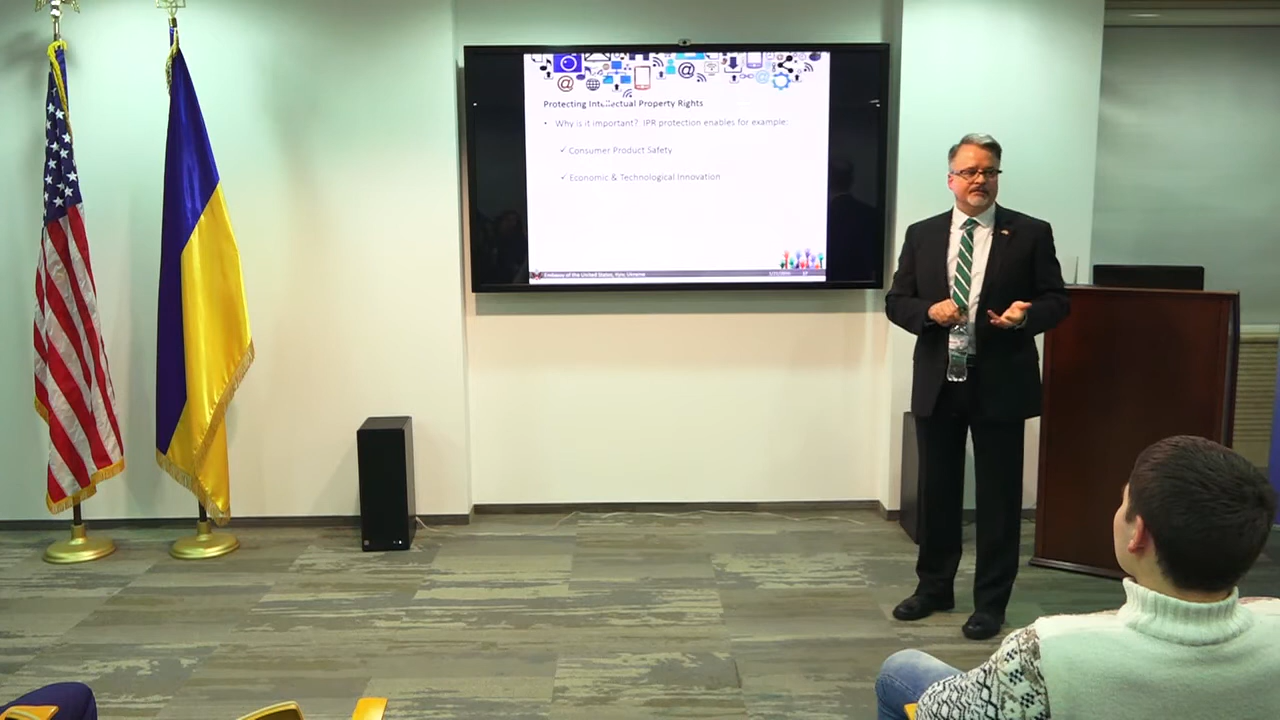 Protecting Intellectual Property Rights
• Why is it important? IPR protection enables for example:
✓ Consumer Product Safety
✓ Economic & Technological Innovation
Embassy of the United States, Kyiv, Ukraine